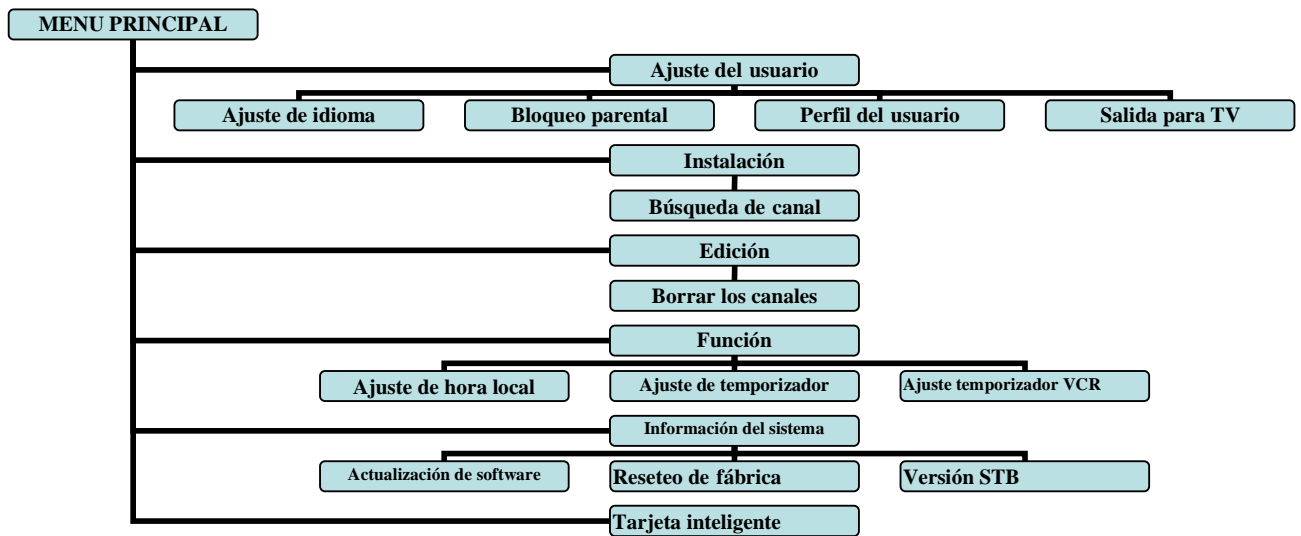 MENU PRINCIPAL
Ajuste del usuario
Ajuste de idioma
Bloqueo parental
Perfil del usuario
Salida para TV
Instalación
Búsqueda de canal
Edición
Borrar los canales
Función
Ajuste de hora local
Ajuste de temporizador
Ajuste temporizador VCR
Información del sistema
Actualización de software
Reseteo de fábrica
Versión STB
Tarjeta inteligente